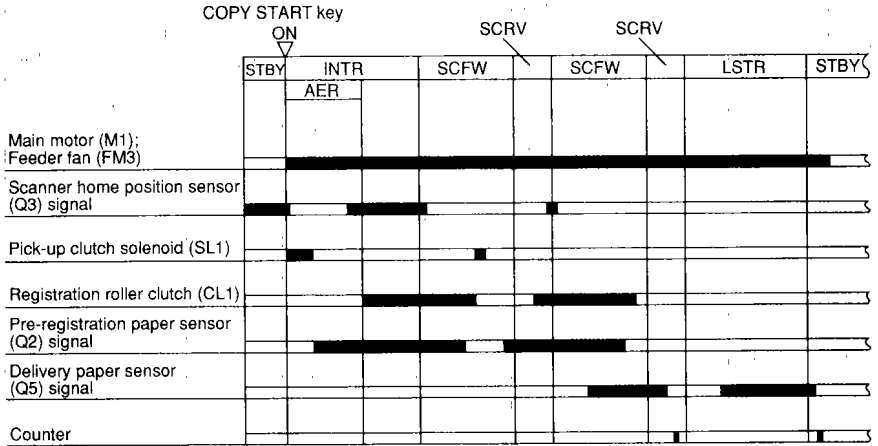 COPY START key
ON
SCRV
SCRV
STBY
INTR
SCFW
SCFW
LSTR
STBY
AER
Main motor (M1);
Feeder fan (FM3)
Scanner home position sensor
(Q3) signal
Pick-up clutch solenoid (SL1)
Registration roller clutch (CL1)
Pre-registration paper sensor
(Q2) signal
Delivery paper sensor
(Q5) signal
Counter